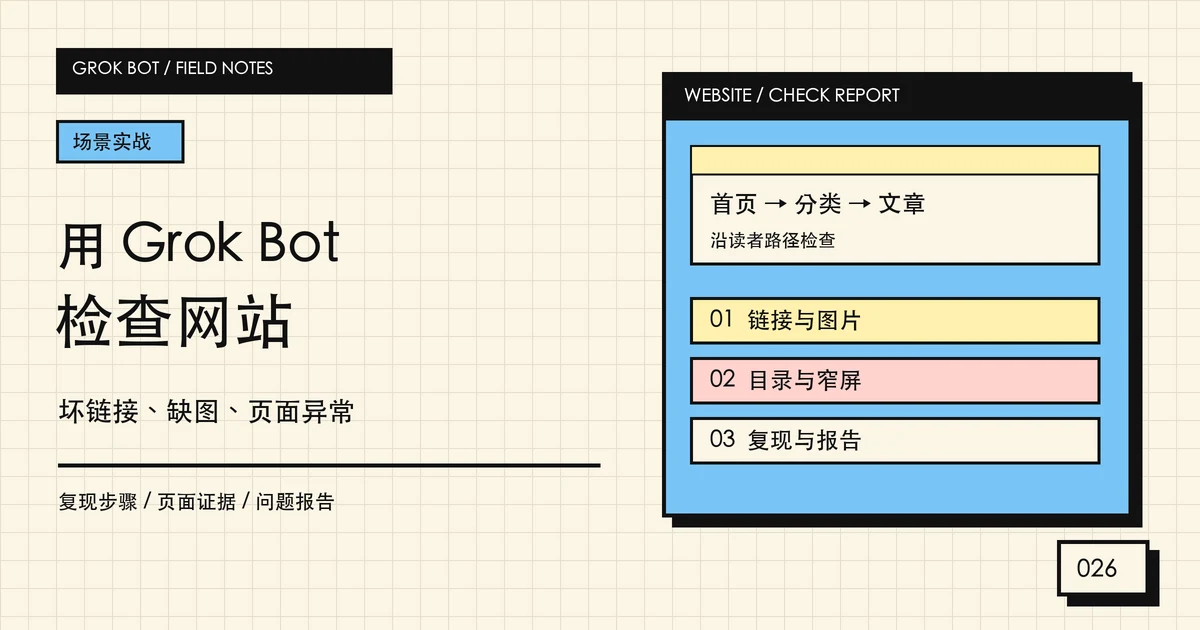 GROK BOT / FIELD NOTES
场景实战
用 Grok Bot
检查网站
坏链接、缺图、页面异常
复现步骤 / 页面证据 / 问题报告
WEBSITE / CHECK REPORT
首页 → 分类 → 文章
沿读者路径检查
01 链接与图片
02 目录与窄屏
03 复现与报告
026